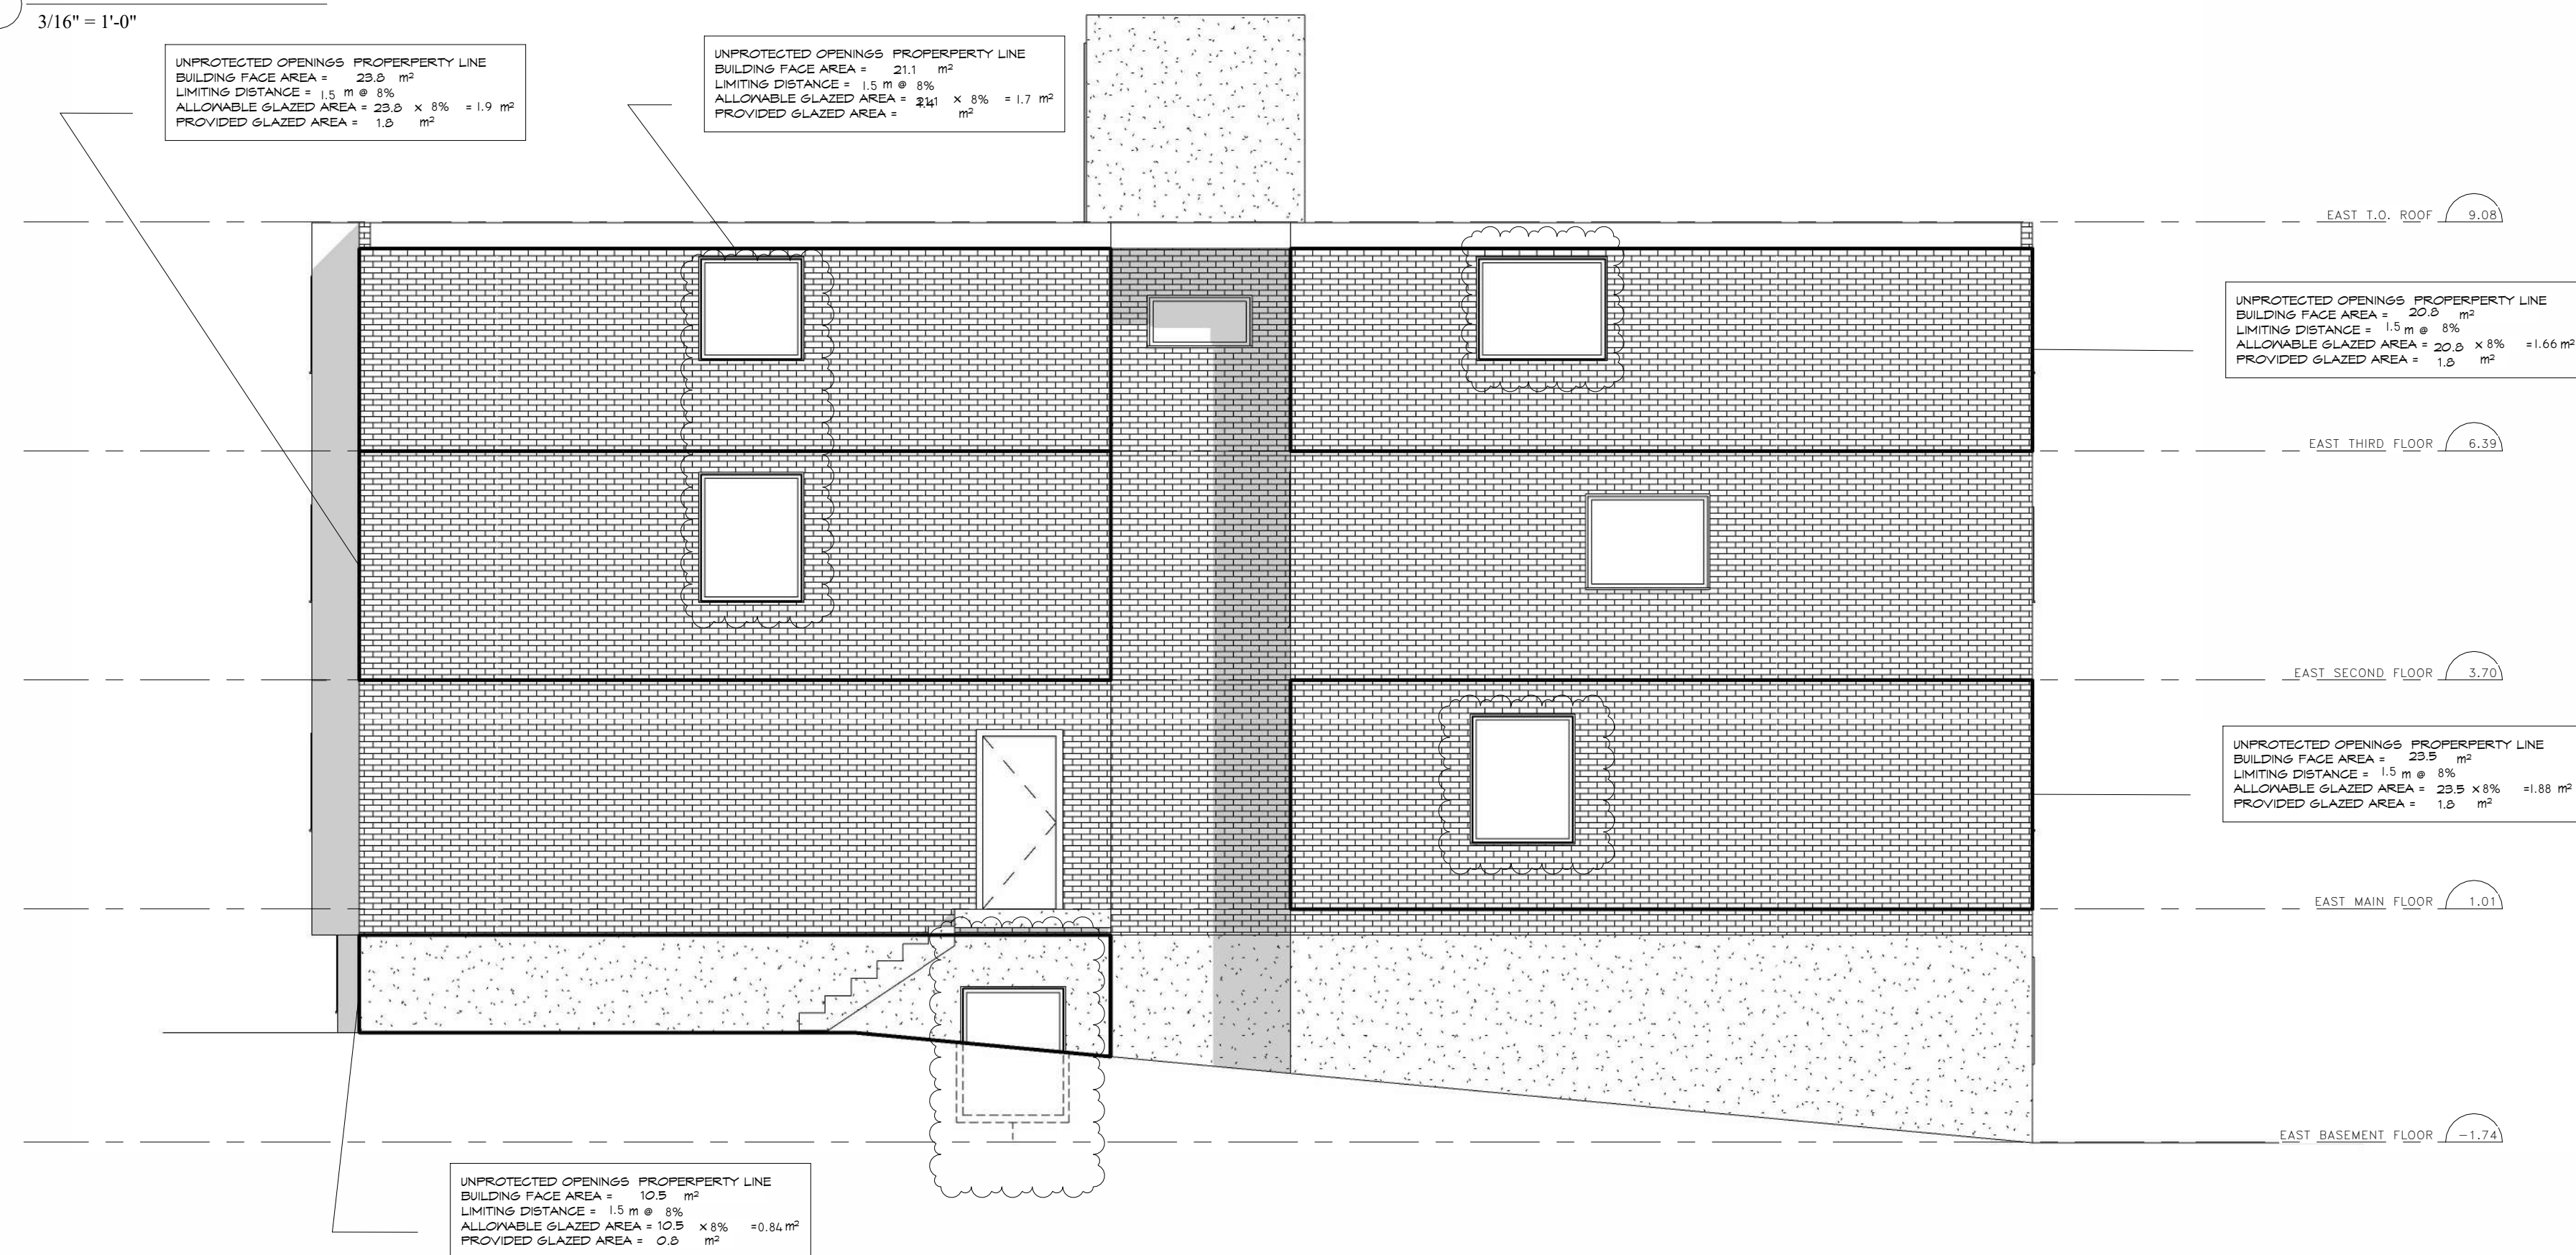 3/16" = 1'-0"
UNPROTECTED OPENINGS PROPERPERTY LINE
BUILDING FACE AREA = 23.8 m²
LIMITING DISTANCE = 1.5 m @ 8%
ALLOWABLE GLAZED AREA = 23.8 x 8% = 1.9 m²
PROVIDED GLAZED AREA = 1.8 m²
UNPROTECTED OPENINGS PROPERPERTY LINE
BUILDING FACE AREA = 21.1 m²
LIMITING DISTANCE = 1.5 m @ 8%
ALLOWABLE GLAZED AREA = x 8% = 1.7 m²
PROVIDED GLAZED AREA = m²
EAST T.O. ROOF 9.08
UNPROTECTED OPENINGS PROPERPERTY LINE
BUILDING FACE AREA = 20.8 m²
LIMITING DISTANCE = 1.5 m @ 8%
ALLOWABLE GLAZED AREA = 20.8 x 8% =1.66 m²
PROVIDED GLAZED AREA = 1.8 m²
EAST THIRD FLOOR 6.39
EAST SECOND FLOOR 3.70
UNPROTECTED OPENINGS PROPERPERTY LINE
BUILDING FACE AREA = 23.5 m²
LIMITING DISTANCE = 1.5 m @ 8%
ALLOWABLE GLAZED AREA = 23.5 x 8% =1.88 m²
PROVIDED GLAZED AREA = 1.8 m²
EAST MAIN FLOOR 1.01
EAST BASEMENT FLOOR -1.74
UNPROTECTED OPENINGS PROPERPERTY LINE
BUILDING FACE AREA = 10.5 m²
LIMITING DISTANCE = 1.5 m @ 8%
ALLOWABLE GLAZED AREA = 10.5 x 8% =0.84 m²
PROVIDED GLAZED AREA = 0.8 m²